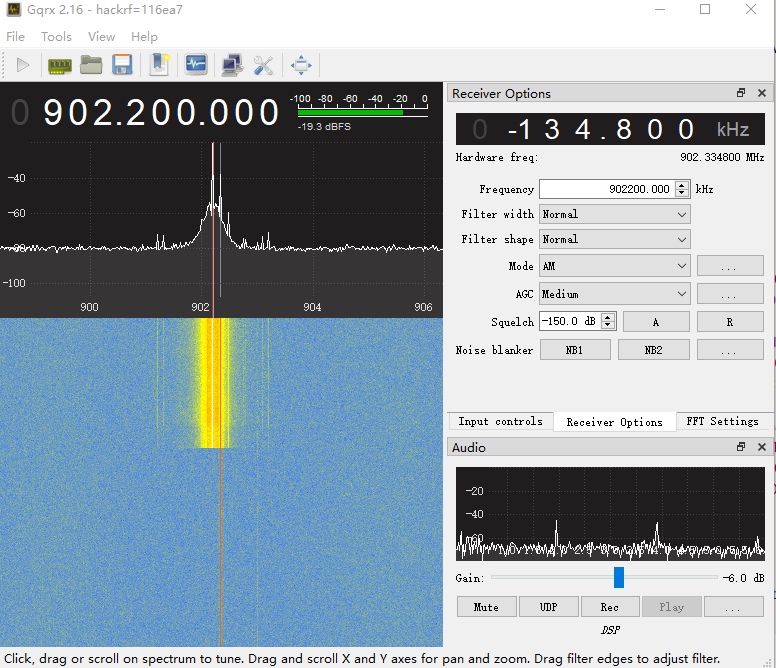 Gqrx 2.16 - hackrf=116ea7
File Tools View Help
0 902.200.000
-100 -80 -60 -40 -20 0
-19.3 dBFS
-40
-60
-80
-100
900 902 904 906
Receiver Options
0 -134.800 kHz
Hardware freq: 902.334800 MHz
Frequency 902200.000 kHz
Filter width Normal
Filter shape Normal
Mode AM ...
AGC Medium ...
Squelch -150.0 dB A R
Noise blanker NB1 NB2 ...
Input controls Receiver Options FFT Settings
Audio
-20
-40
Gain: -6.0 dB
Mute UDP Rec Play ...
DSP
Click, drag or scroll on spectrum to tune. Drag and scroll X and Y axes for pan and zoom. Drag filter edges to adjust filter.